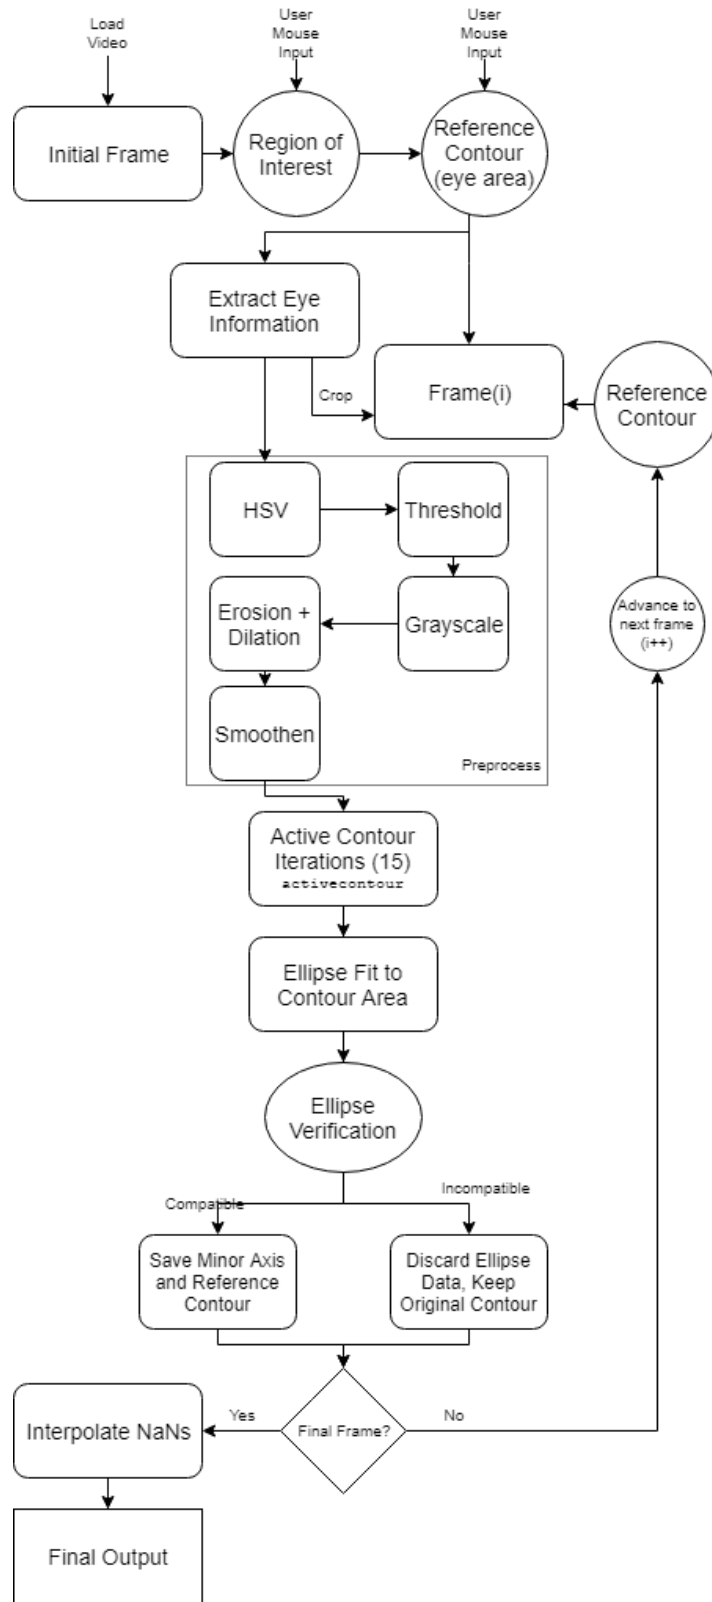 Load
Video
User
Mouse
Input
User
Mouse
Input
Initial Frame
Region of
Interest
Reference
Contour
(eye area)
Extract Eye
Information
Crop
Frame(i)
Reference
Contour
HSV
Threshold
Erosion +
Dilation
Grayscale
Advance to
next frame
(i++)
Smoothen
Preprocess
Active Contour
Iterations (15)
activecontour
Ellipse Fit to
Contour Area
Ellipse
Verification
Compatible
Incompatible
Save Minor Axis
and Reference
Contour
Discard Ellipse
Data, Keep
Original Contour
Final Frame?
Yes
No
Interpolate NaNs
Final Output